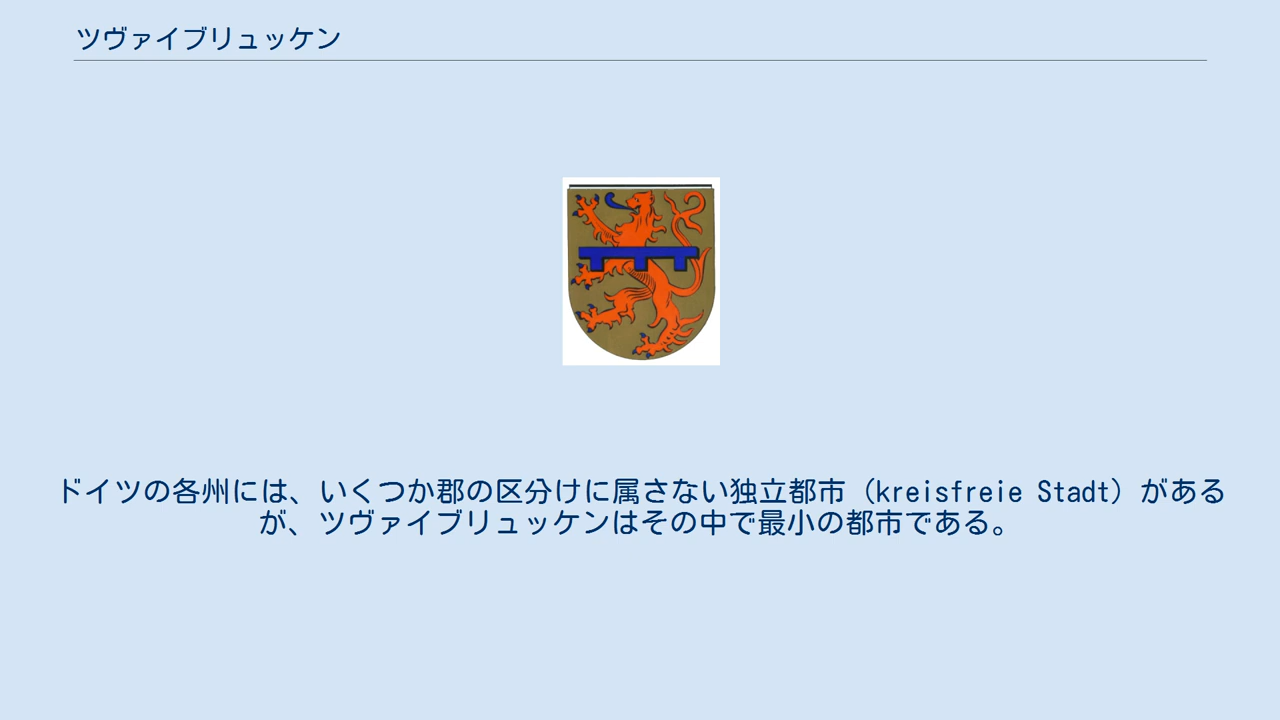 ツヴァイブリュッケン
ドイツの各州には、いくつか郡の区分けに属さない独立都市（kreisfreie Stadt）がある
が、ツヴァイブリュッケンはその中で最小の都市である。